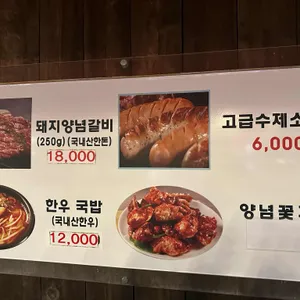 돼지양념갈비
(250g) (국내산한돈)
18,000
고급수제소
6,000
한우 국밥
(국내산한우)
12,000
양념꽃